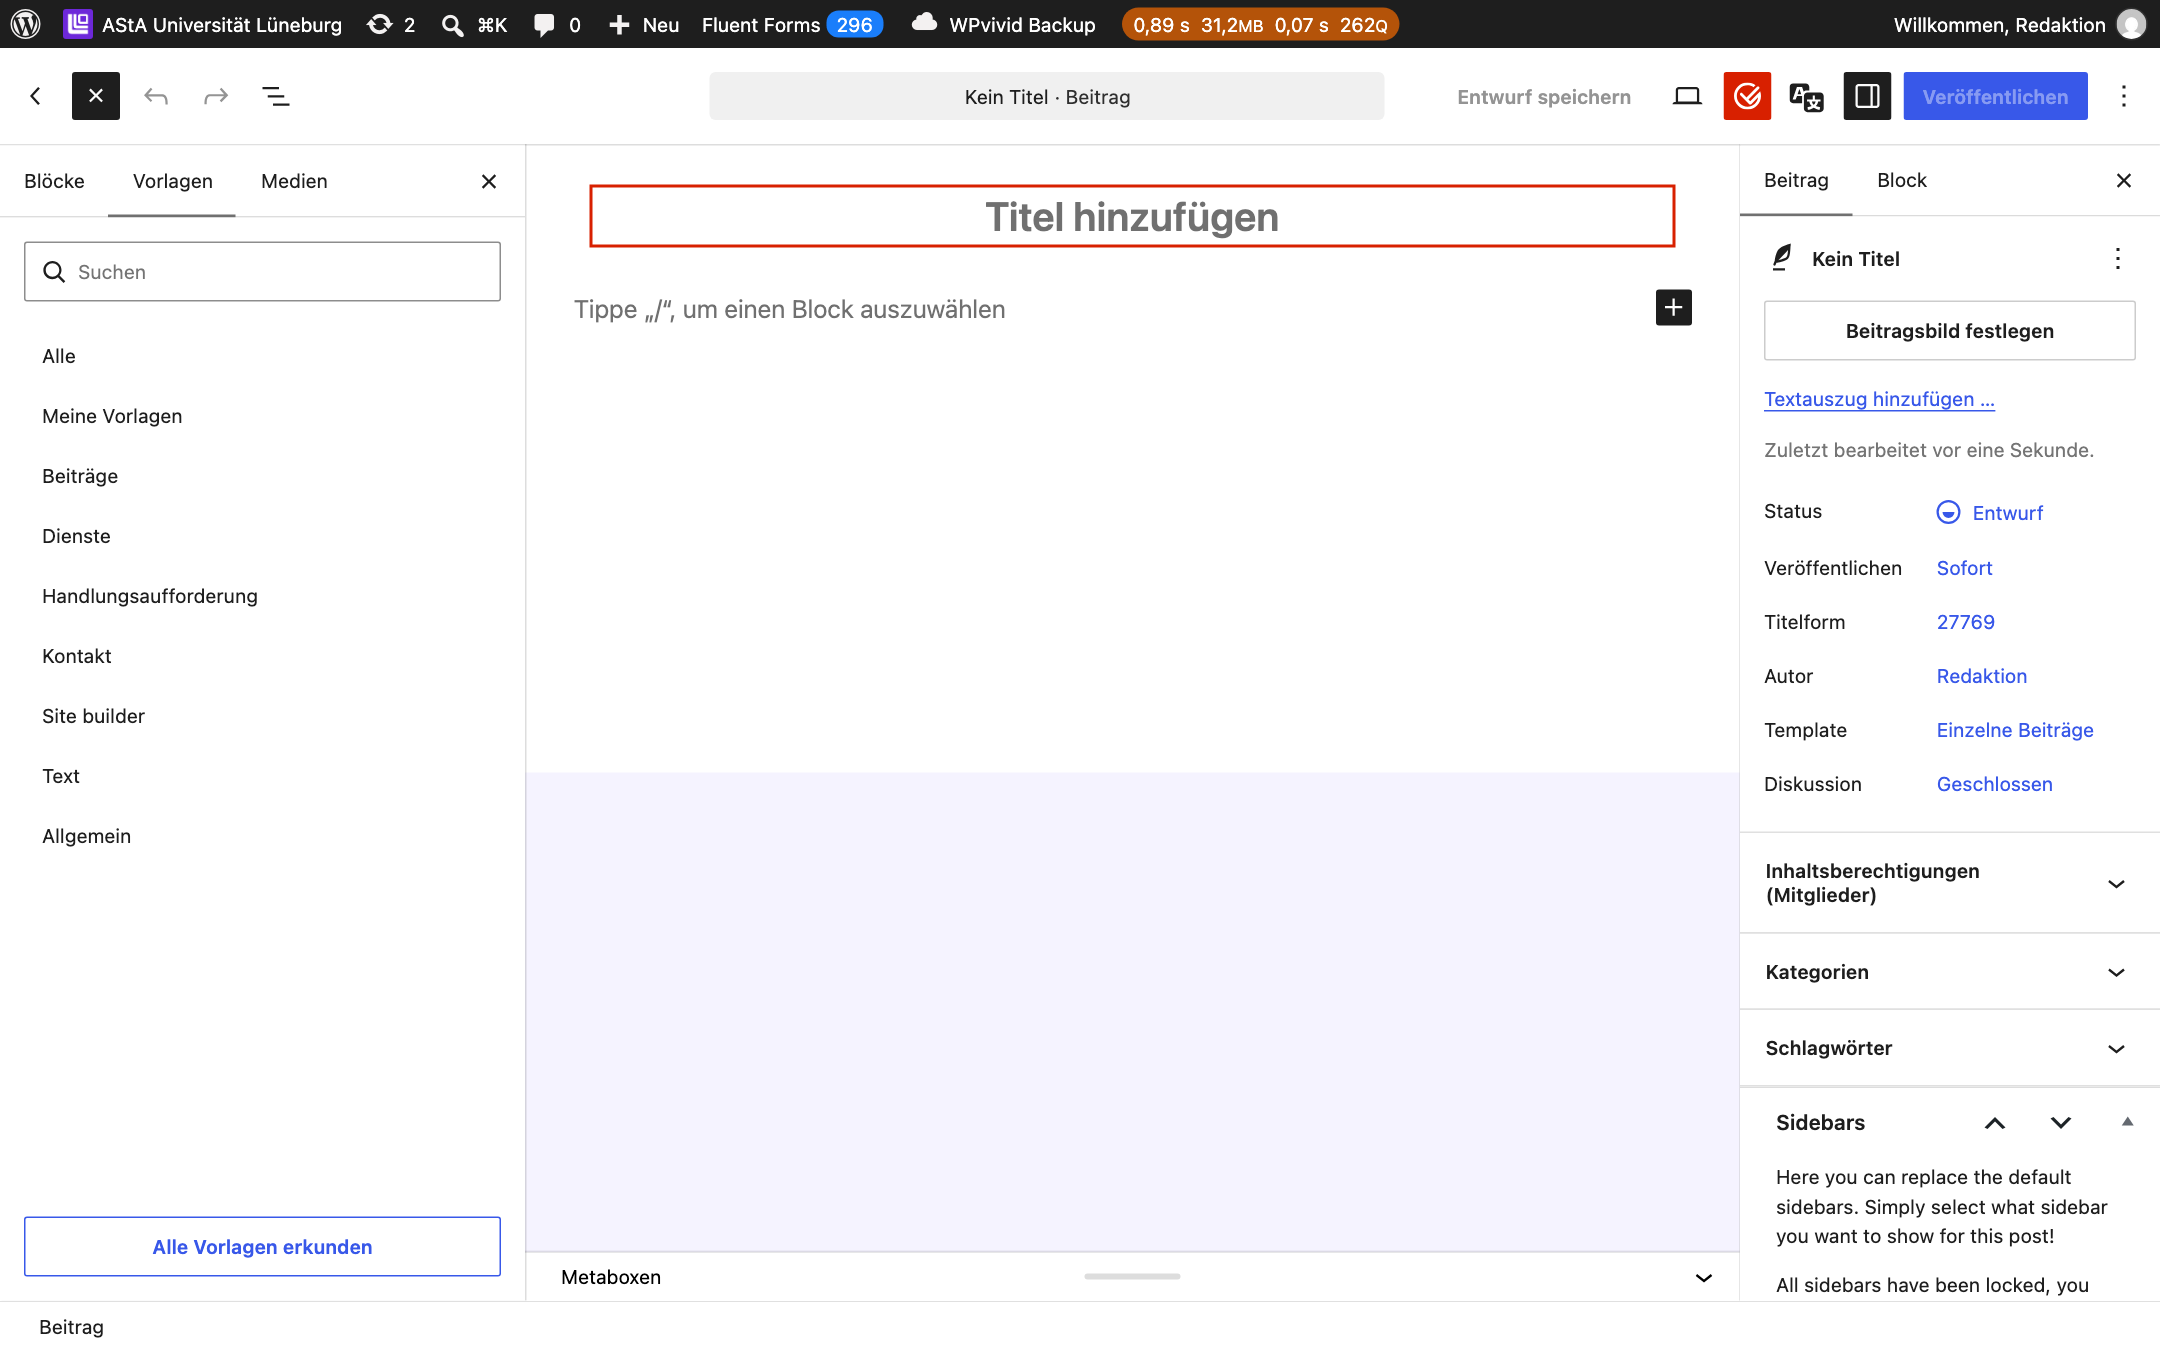 AStA Universität Lüneburg 2 ⌘K 0 Neu Fluent Forms 296 WPvivid Backup 0,89 s 31,2MB 0,07 s 262Q Willkommen, Redaktion
Kein Titel · Beitrag
Entwurf speichern
Veröffentlichen
Blöcke Vorlagen Medien
Suchen
Alle
Meine Vorlagen
Beiträge
Dienste
Handlungsaufforderung
Kontakt
Site builder
Text
Allgemein
Alle Vorlagen erkunden
Titel hinzufügen
Tippe „/“, um einen Block auszuwählen
Metaboxen
Beitrag Block
Kein Titel
Beitragsbild festlegen
Textauszug hinzufügen ...
Zuletzt bearbeitet vor eine Sekunde.
Status Entwurf
Veröffentlichen Sofort
Titelform 27769
Autor Redaktion
Template Einzelne Beiträge
Diskussion Geschlossen
Inhaltsberechtigungen
(Mitglieder)
Kategorien
Schlagwörter
Sidebars
Here you can replace the default
sidebars. Simply select what sidebar
you want to show for this post!
All sidebars have been locked, you
Beitrag